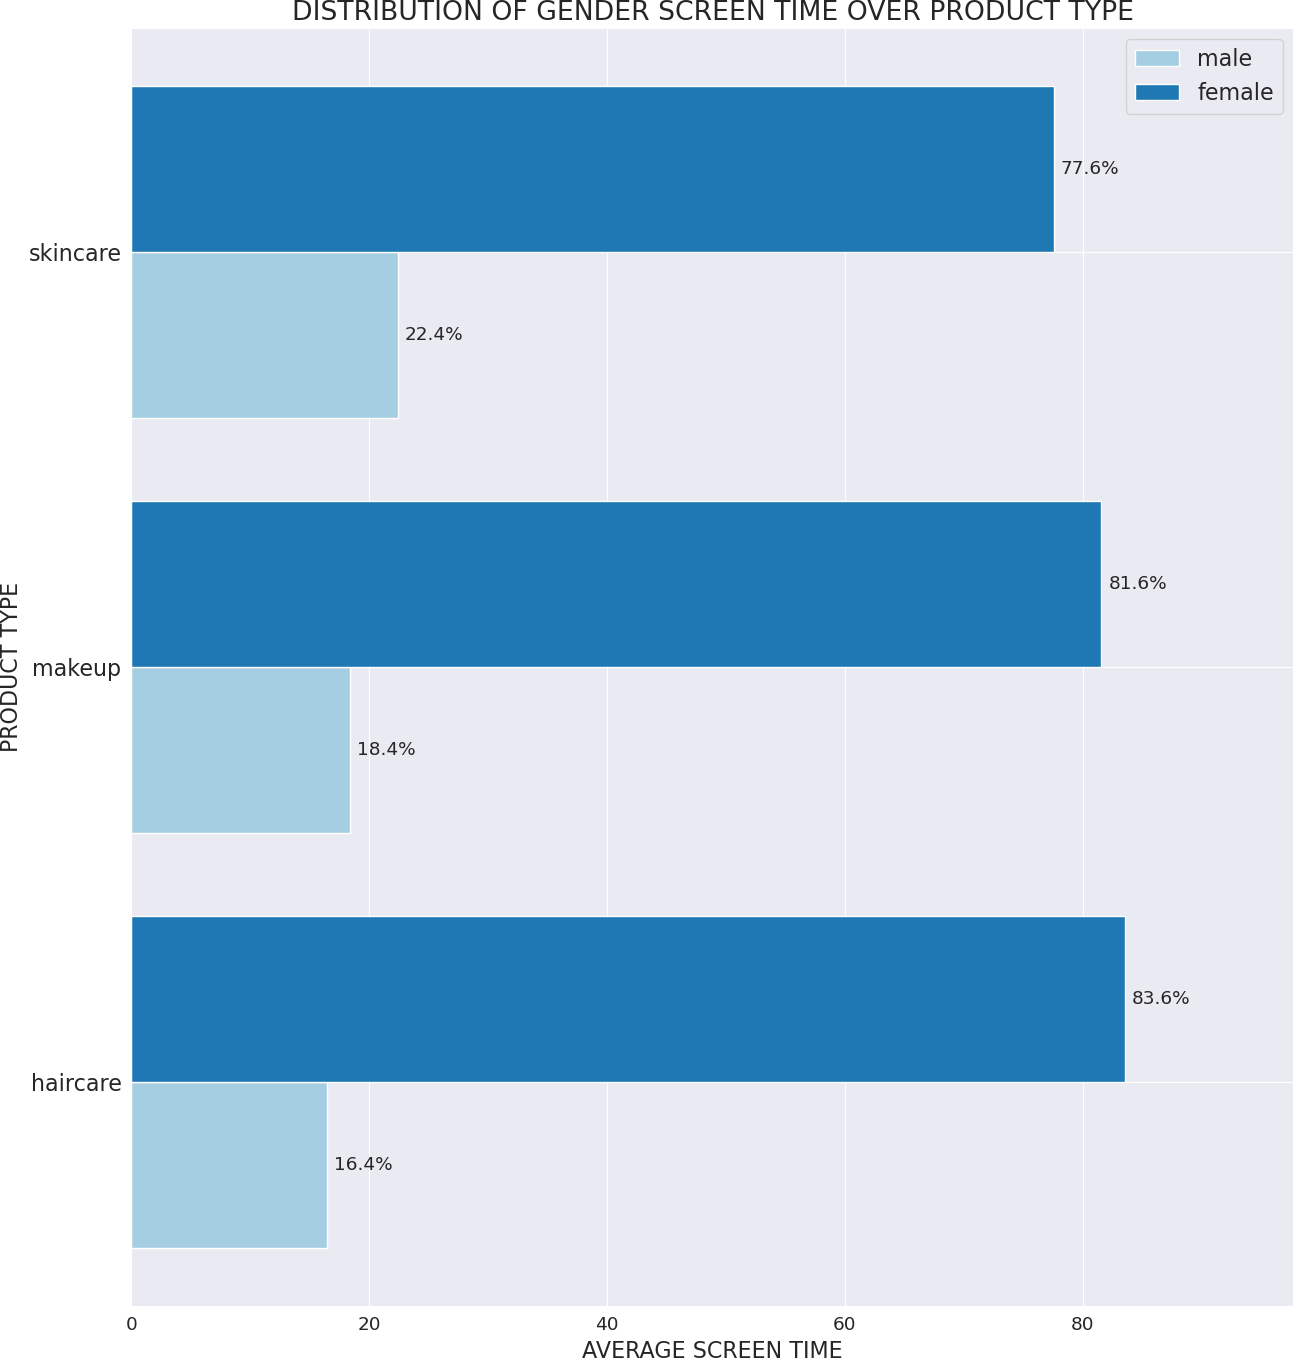 DISTRIBUTION OF GENDER SCREEN TIME OVER PRODUCT TYPE
male
female
77.6%
skincare
22.4%
81.6%
makeup
18.4%
PRODUCT TYPE
83.6%
haircare
16.4%
0 20 40 60 80
AVERAGE SCREEN TIME